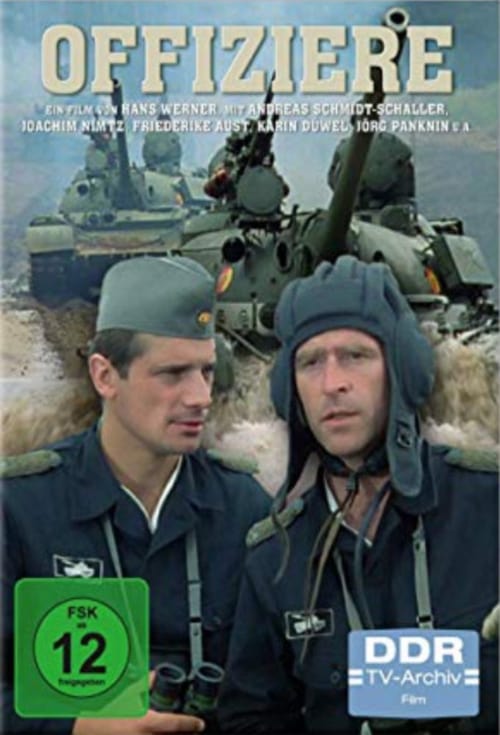 OFFIZIERE
EIN FILM VON HANS WERNER, MIT ANDREAS SCHMIDT-SCHALLER,
JOACHIM NIMTZ, FRIEDERIKE AUST, KARIN DÜWEL, JÖRG PANKNIN U.A.
FSK
ab
12
freigegeben
DDR
TV-Archiv
Film